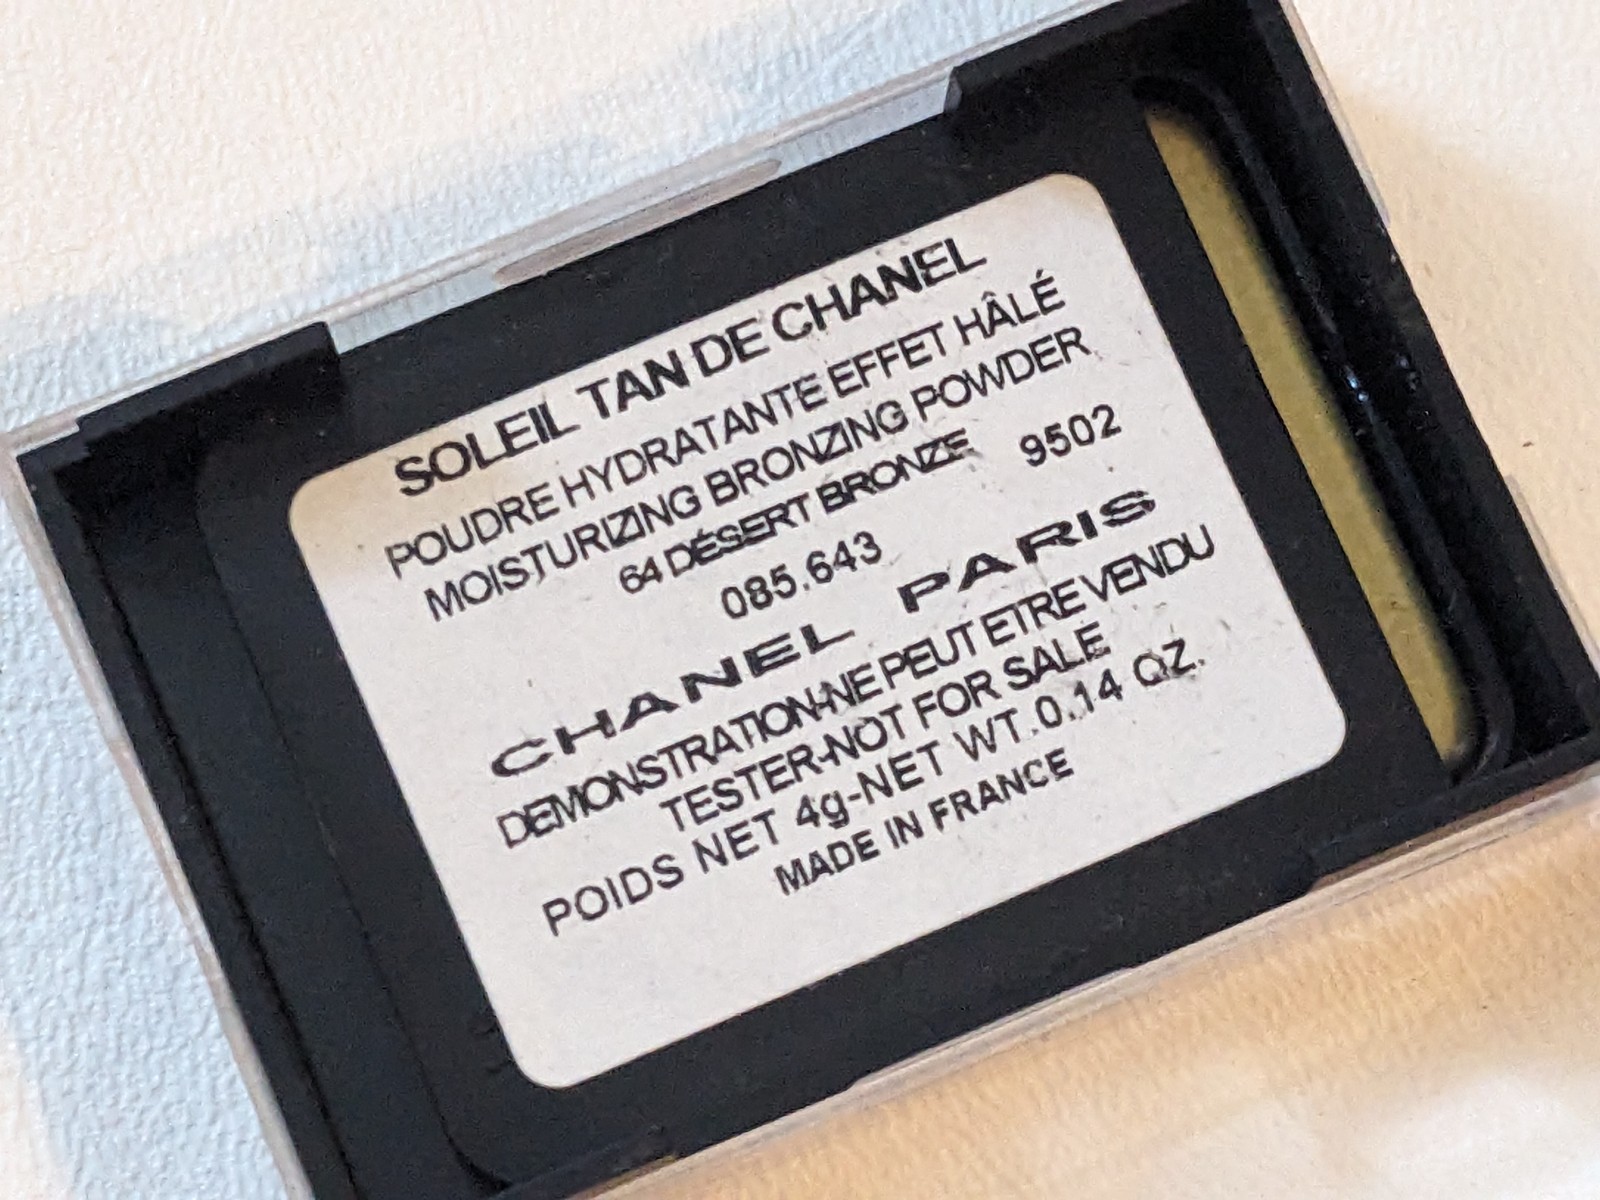 SOLEIL TAN DE CHANEL
POUDRE HYDRATANTE EFFET HÂLÉ
MOISTURIZING BRONZING POWDER
64 DÉSERT BRONZE
085.643 9502
CHANEL PARIS
DEMONSTRATION-NE PEUT ETRE VENDU
TESTER-NOT FOR SALE
POIDS NET 4g-NET WT.0.14 OZ.
MADE IN FRANCE